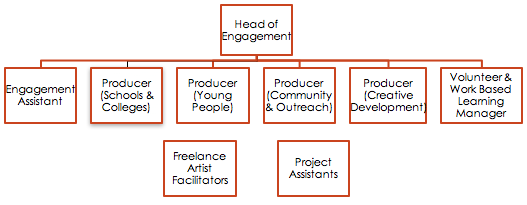 Head of
Engagement
Engagement
Assistant
Producer
(Schools &
Colleges)
Producer
(Young
People)
Producer
(Community
& Outreach)
Producer
(Creative
Development)
Volunteer &
Work Based
Learning
Manager
Freelance
Artist
Facilitators
Project
Assistants